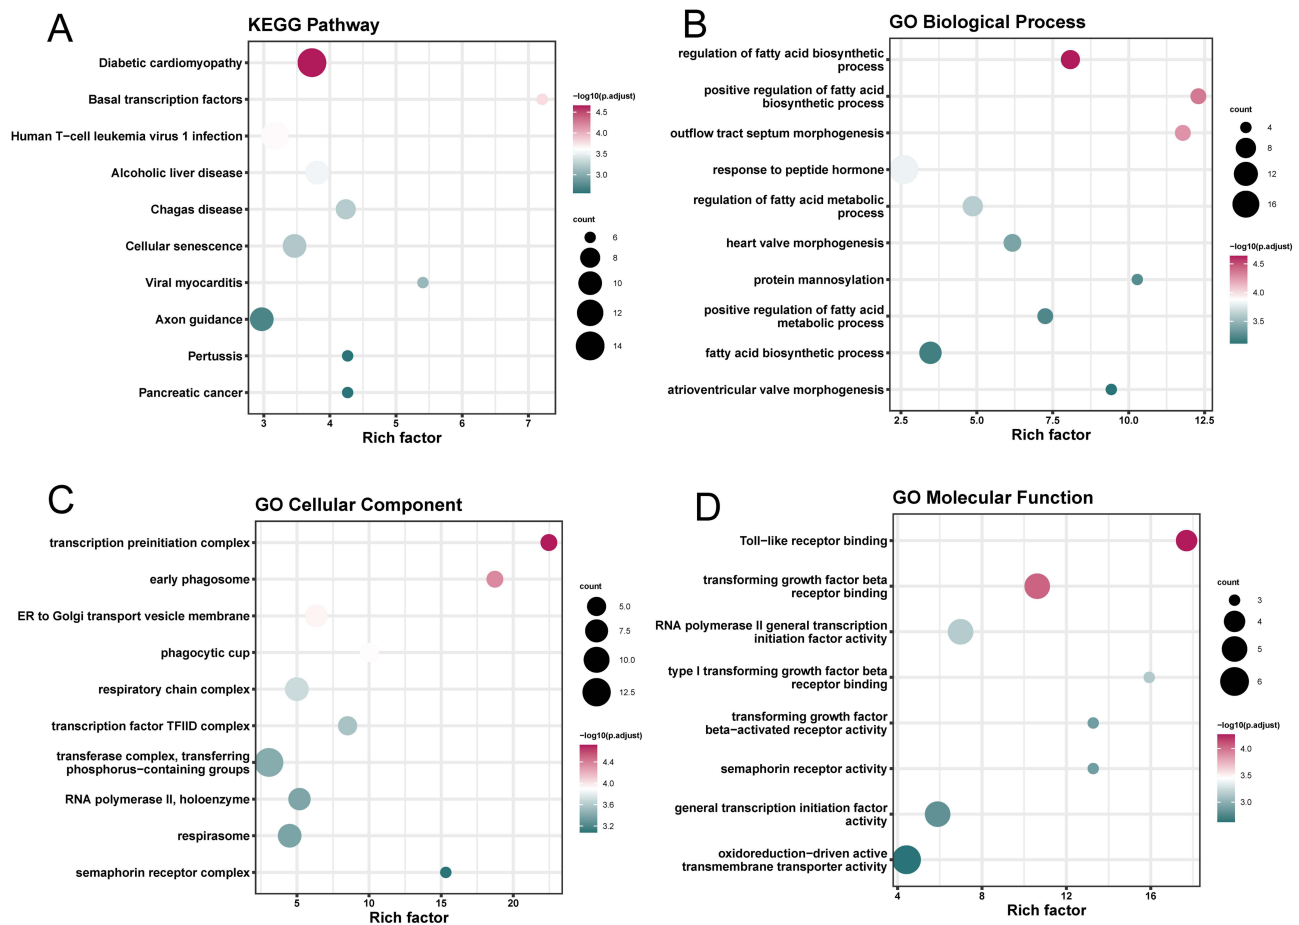 A
KEGG Pathway
Diabetic cardiomyopathy
Basal transcription factors
Human T−cell leukemia virus 1 infection
Alcoholic liver disease
Chagas disease
Cellular senescence
Viral myocarditis
Axon guidance
Pertussis
Pancreatic cancer
3
4
5
6
7
Rich factor
−log10(p.adjust)
4.5
4.0
3.5
3.0
count
6
8
10
12
14
B
GO Biological Process
regulation of fatty acid biosynthetic
process
positive regulation of fatty acid
biosynthetic process
outflow tract septum morphogenesis
response to peptide hormone
regulation of fatty acid metabolic
process
heart valve morphogenesis
protein mannosylation
positive regulation of fatty acid
metabolic process
fatty acid biosynthetic process
atrioventricular valve morphogenesis
2.5
5.0
7.5
10.0
12.5
Rich factor
count
4
8
12
16
−log10(p.adjust)
4.5
4.0
3.5
C
GO Cellular Component
transcription preinitiation complex
early phagosome
ER to Golgi transport vesicle membrane
phagocytic cup
respiratory chain complex
transcription factor TFIID complex
transferase complex, transferring
phosphorus−containing groups
RNA polymerase II, holoenzyme
respirasome
semaphorin receptor complex
5
10
15
20
Rich factor
count
5.0
7.5
10.0
12.5
−log10(p.adjust)
4.4
4.0
3.6
3.2
D
GO Molecular Function
Toll−like receptor binding
transforming growth factor beta
receptor binding
RNA polymerase II general transcription
initiation factor activity
type I transforming growth factor beta
receptor binding
transforming growth factor
beta−activated receptor activity
semaphorin receptor activity
general transcription initiation factor
activity
oxidoreduction−driven active
transmembrane transporter activity
4
8
12
16
Rich factor
count
3
4
5
6
−log10(p.adjust)
4.0
3.5
3.0